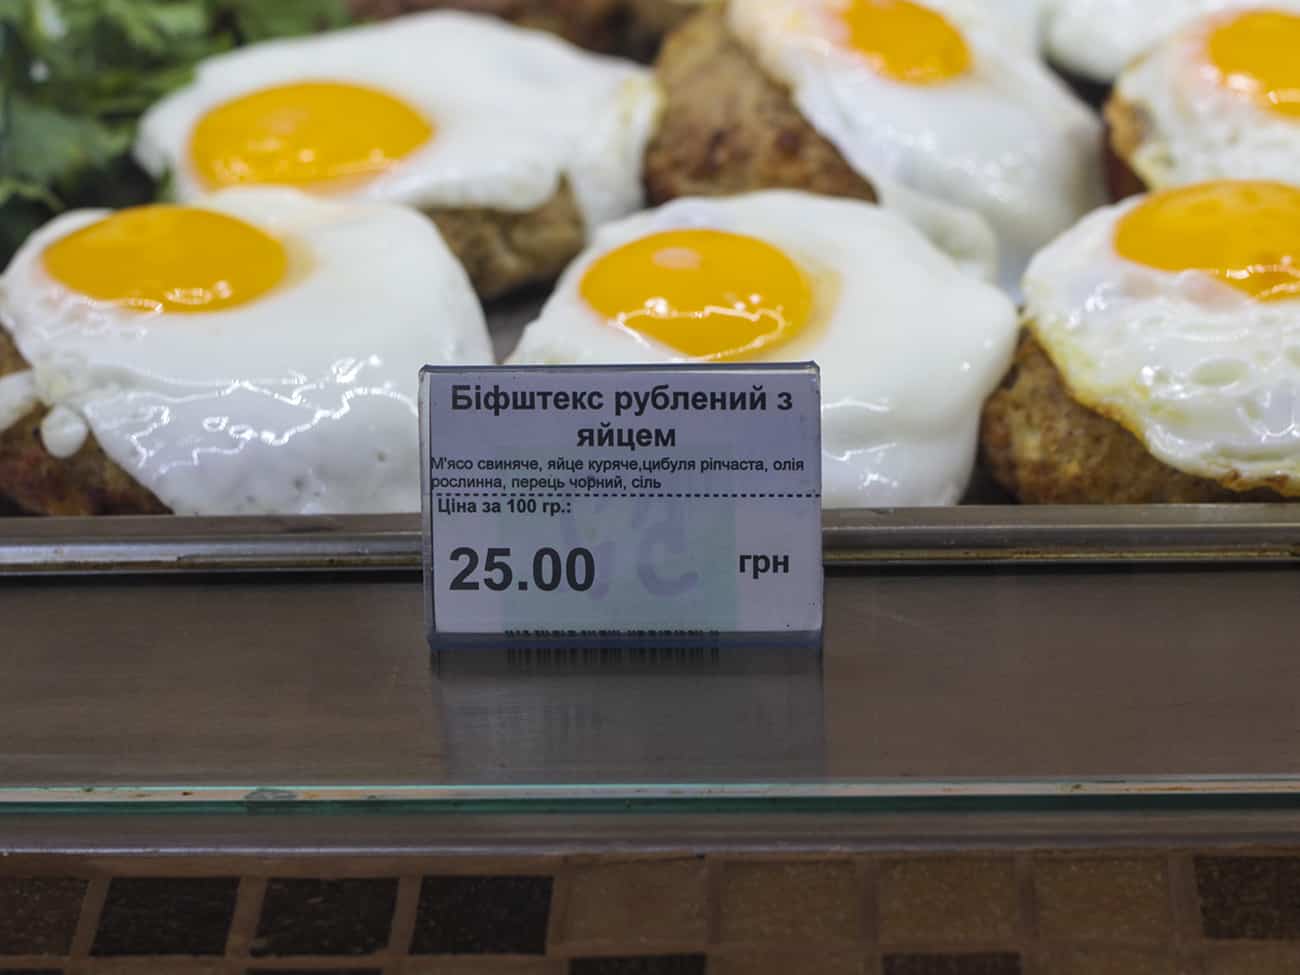 Біфштекс рублений з
яйцем
М'ясо свиняче, яйце куряче,цибуля ріпчаста, олія
рослинна, перець чорний, сіль
Ціна за 100 гр.:
25.00 грн